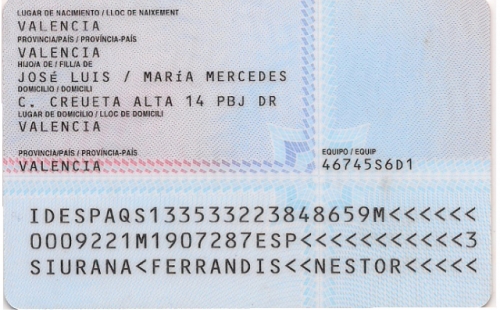 LUGAR DE NACIMIENTO / LLOC DE NAIXEMENT
VALENCIA
PROVINCIA/PAÍS / PROVÍNCIA-PAÍS
VALENCIA
HIJO/A DE / FILL/A DE
JOSÉ LUIS / MARÍA MERCEDES
DOMICILIO / DOMICILI
C. CREUETA ALTA 14 PBJ DR
LUGAR DE DOMICILIO / LLOC DE DOMICILI
VALENCIA
PROVINCIA/PAÍS / PROVÍNCIA-PAÍS
VALENCIA
EQUIPO / EQUIP
46745S6D1
IDESPAQS133533223848659M<<<<<<
0009221M1907287ESP<<<<<<<<<<<3
SIURANA<FERRANDIS<<NESTOR<<<<<